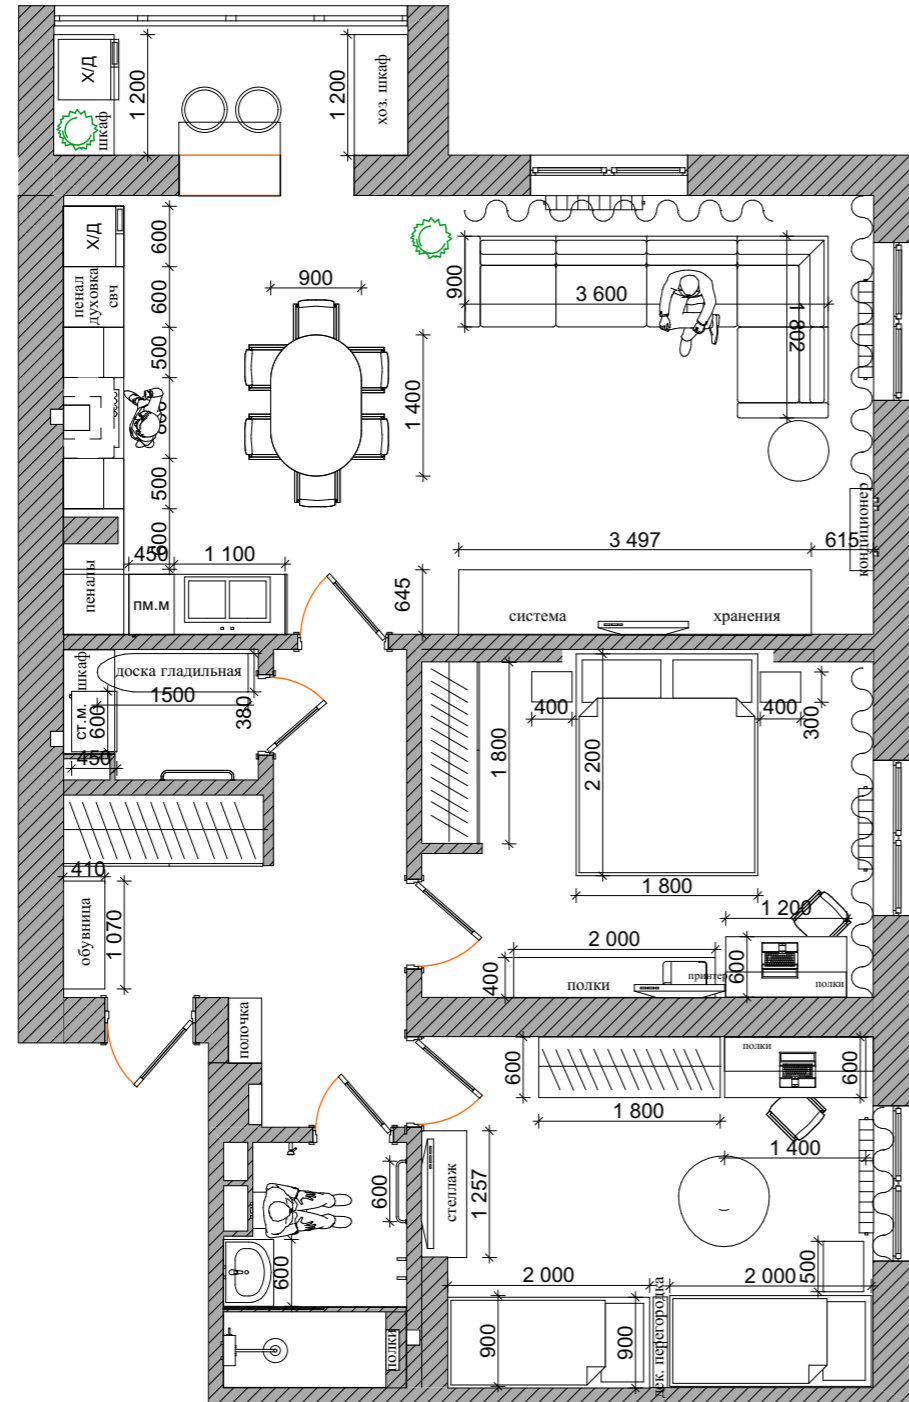 Х/Д
шкаф
1 200
1 200
хоз. шкаф
Х/Д
600
пенал
духовка
свч
600
500
500
600
900
1 400
900
3 600
1 802
кондиционер
3 497
615
645
система
хранения
пеналы
450
1 100
пм.м
шкаф
доска гладильная
1500
380
ст.м.
600
450
410
обувница
1 070
1 800
400
2 200
400
300
1 800
1 200
2 000
400
полки
принтер
600
полки
полочка
600
1 800
полки
600
1 400
600
стеллаж
1 257
600
полки
2 000
900
900
дек. перегородка
2 000
500